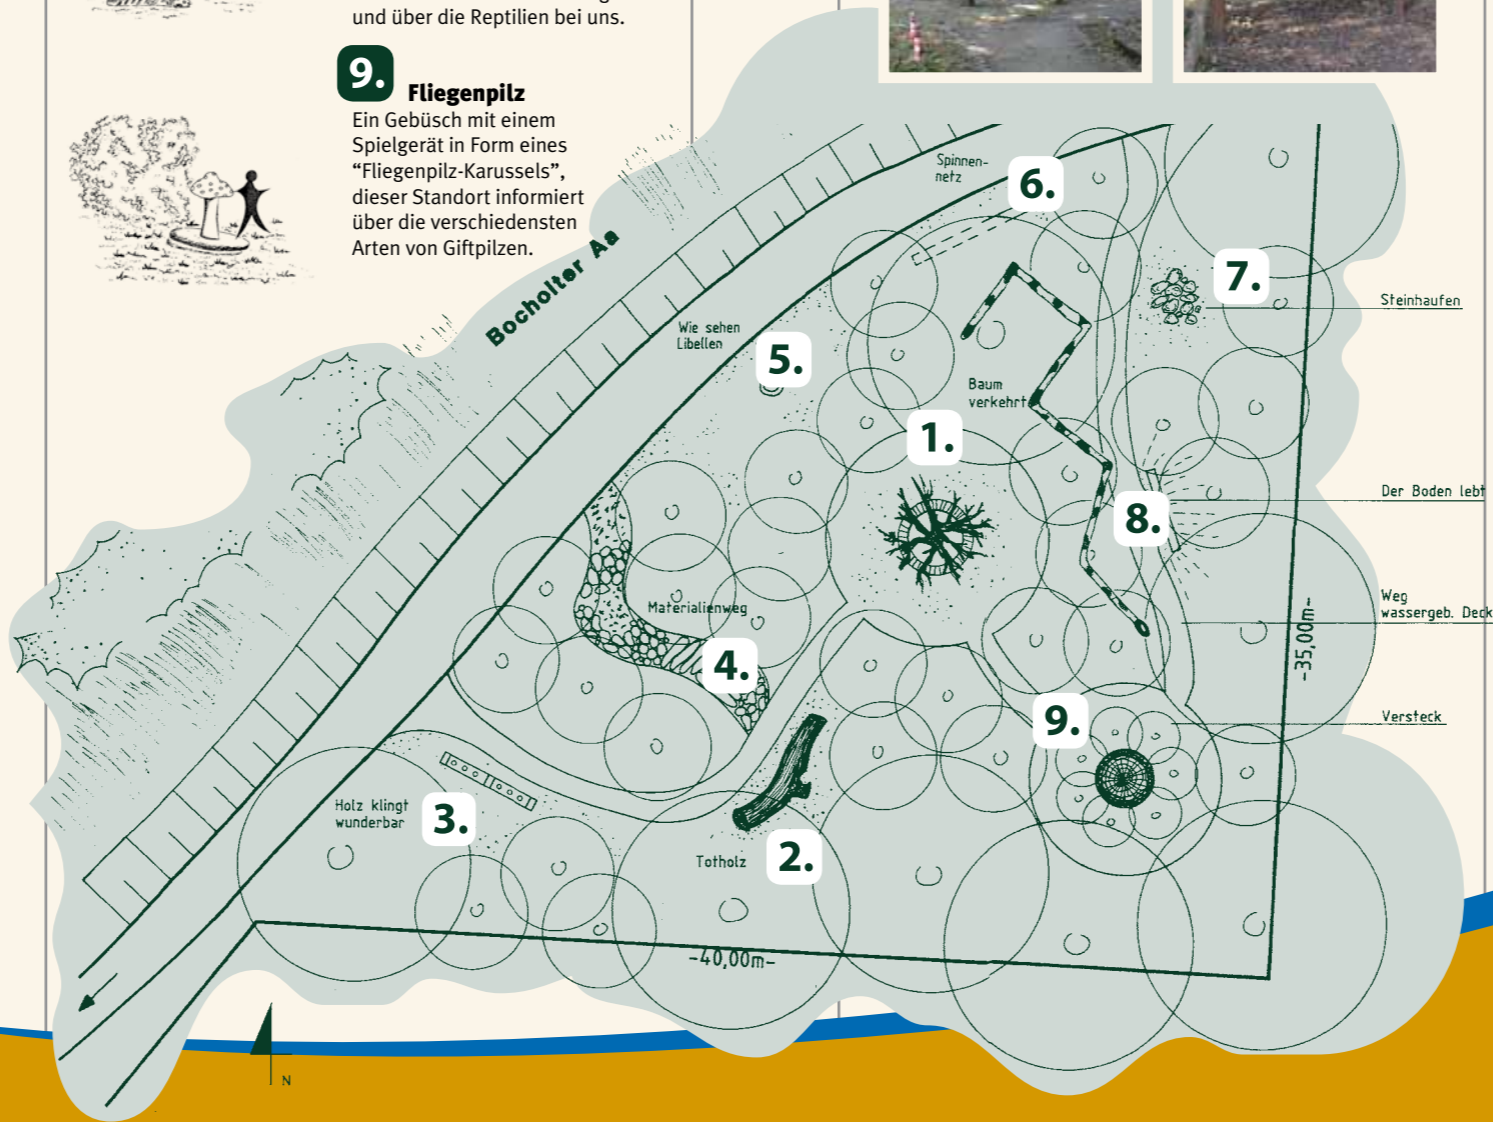 und über die Reptilien bei uns.
9.
Fliegenpilz
Ein Gebüsch mit einem
Spielgerät in Form eines
“Fliegenpilz-Karussels”,
dieser Standort informiert
über die verschiedensten
Arten von Giftpilzen.
Bocholter Aa
Spinnen-
netz
6.
7.
Steinhaufen
Wie sehen
Libellen
5.
Baum
verkehrt
1.
Der Boden lebt
8.
Materialienweg
4.
Weg
wassergeb. Deck
-35,00m-
9.
Versteck
Holz klingt
wunderbar
3.
Totholz
2.
-40,00m-
N